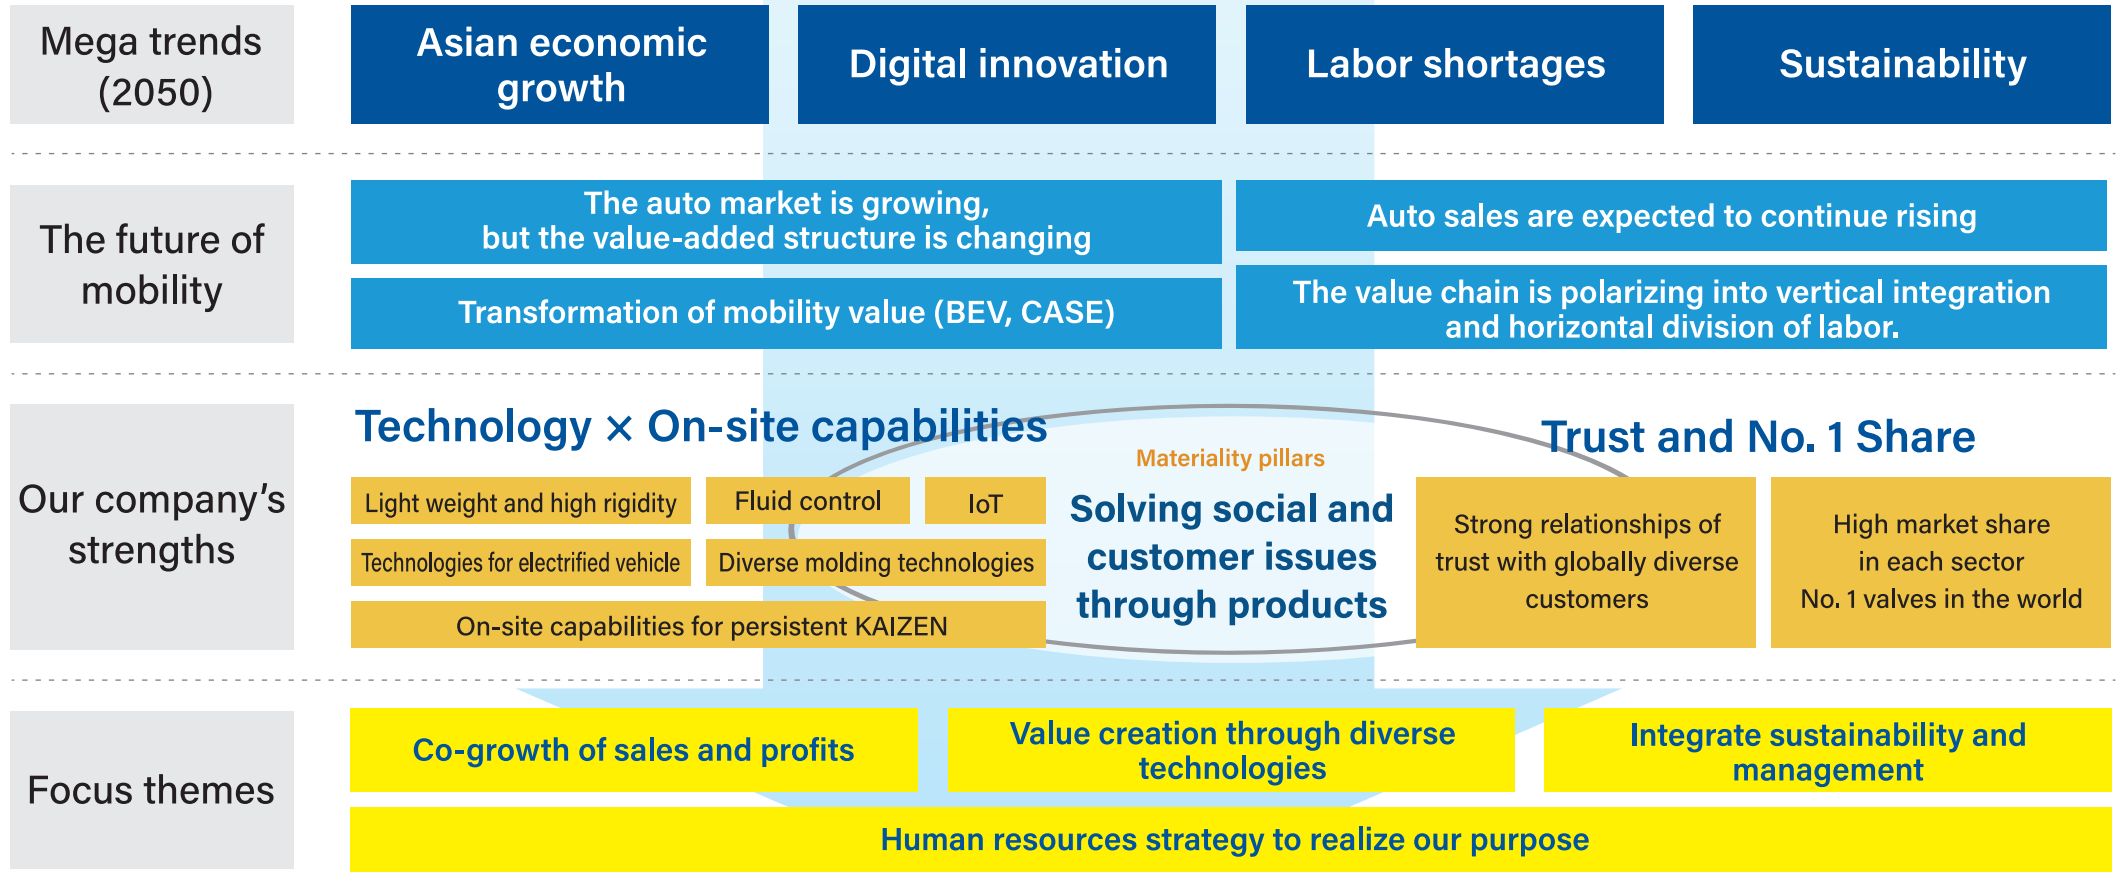 Mega trends
(2050)
Asian economic
growth
Digital innovation
Labor shortages
Sustainability
The future of
mobility
The auto market is growing,
but the value-added structure is changing
Auto sales are expected to continue rising
Transformation of mobility value (BEV, CASE)
The value chain is polarizing into vertical integration
and horizontal division of labor.
Our company's
strengths
Technology × On-site capabilities
Light weight and high rigidity
Fluid control
IoT
Technologies for electrified vehicle
Diverse molding technologies
On-site capabilities for persistent KAIZEN
Materiality pillars
Solving social and
customer issues
through products
Trust and No. 1 Share
Strong relationships of
trust with globally diverse
customers
High market share
in each sector
No. 1 valves in the world
Focus themes
Co-growth of sales and profits
Value creation through diverse
technologies
Integrate sustainability and
management
Human resources strategy to realize our purpose